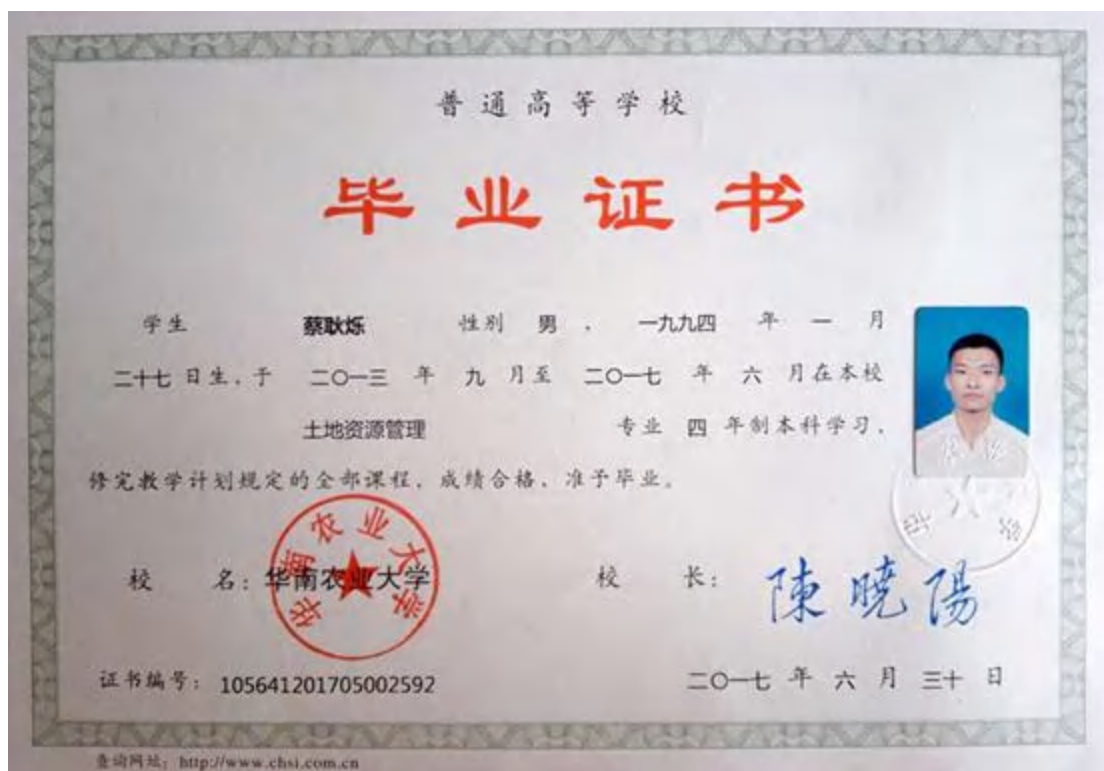 普通高等学校
毕业证书
学生 蔡耿烁 性别 男 , 一九九四 年 一 月
二十七 日生,于 二〇一三 年 九 月至 二〇一七 年 六 月在本校
土地资源管理 专业 四 年制本科学习,
修完教学计划规定的全部课程,成绩合格,准予毕业。
华南农业大学
校 名:华南农业大学 校 长:陳曉陽
证书编号:105641201705002592 二〇一七 年 六 月 三十 日
查询网址:http://www.chsi.com.cn